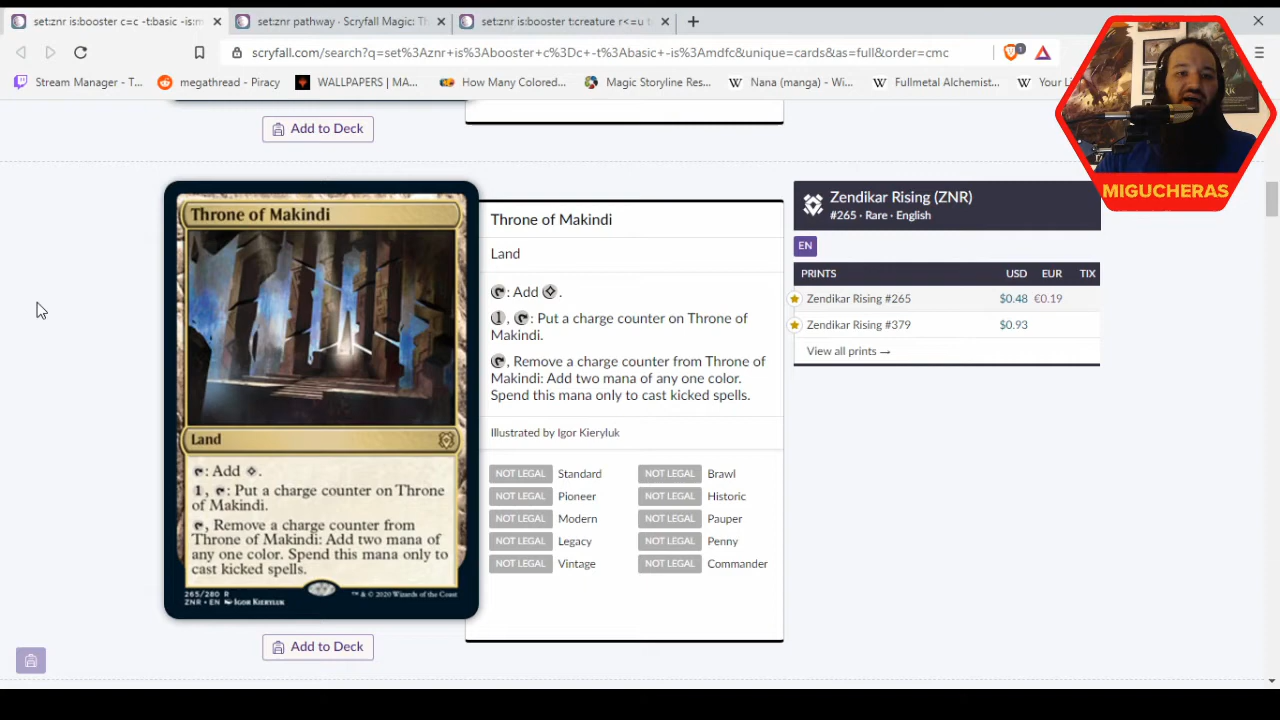 set:znr is:booster c=c -t:basic -is:m
set:znr pathway · Scryfall Magic: Th
set:znr is:booster t:creature r<=u t
scryfall.com/search?q=set%3Aznr+is%3Abooster+c%3Dc+-t%3Abasic+-is%3Amdfc&unique=cards&as=full&order=cmc
Stream Manager - T...
megathread - Piracy
WALLPAPERS | MA...
How Many Colored...
Magic Storyline Res...
Nana (manga) - Wi...
Fullmetal Alchemist...
Your Li
MIGUCHERAS
Add to Deck
Throne of Makindi
Land
: Add .
1, : Put a charge counter on Throne
of Makindi.
, Remove a charge counter from
Throne of Makindi: Add two mana of
any one color. Spend this mana only to
cast kicked spells.
265/280 R
ZNR • EN Igor Kieryluk
™ & © 2020 Wizards of the Coast
Throne of Makindi
Land
: Add .
1, : Put a charge counter on Throne of
Makindi.
, Remove a charge counter from Throne of
Makindi: Add two mana of any one color.
Spend this mana only to cast kicked spells.
Illustrated by Igor Kieryluk
NOT LEGAL Standard NOT LEGAL Brawl
NOT LEGAL Pioneer NOT LEGAL Historic
NOT LEGAL Modern NOT LEGAL Pauper
NOT LEGAL Legacy NOT LEGAL Penny
NOT LEGAL Vintage NOT LEGAL Commander
Zendikar Rising (ZNR)
#265 · Rare · English
EN
PRINTS USD EUR TIX
Zendikar Rising #265 $0.48 €0.19
Zendikar Rising #379 $0.93
View all prints →
Add to Deck